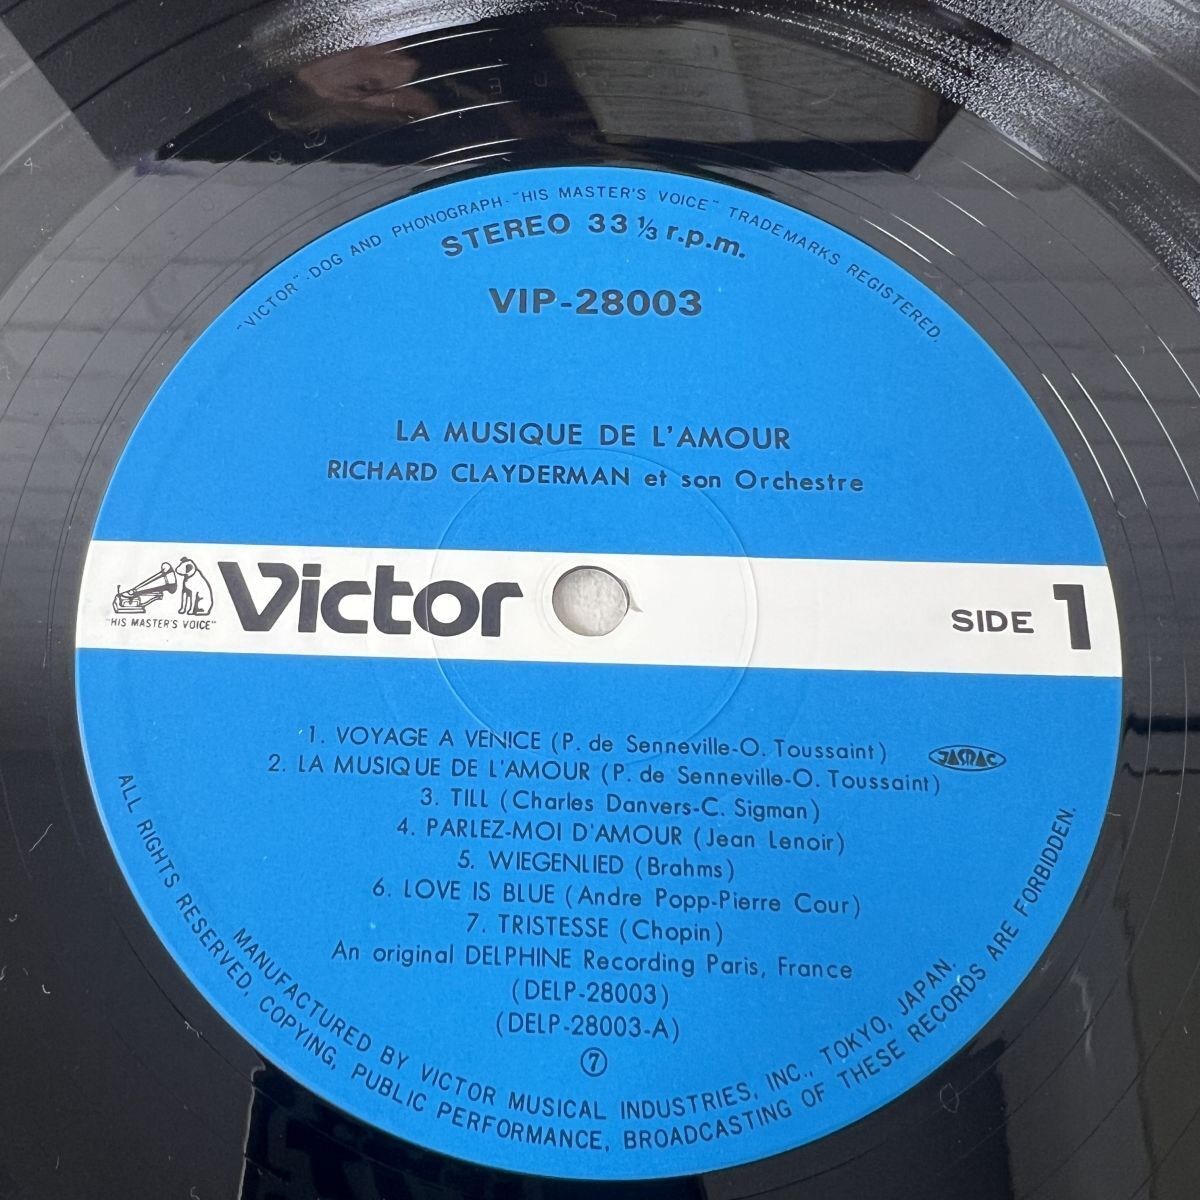 "VICTOR"-DOG AND PHONOGRAPH-"HIS MASTER'S VOICE" TRADEMARKS REGISTERED.
STEREO 33 ⅓ r.p.m.
VIP-28003
LA MUSIQUE DE L'AMOUR
RICHARD CLAYDERMAN et son Orchestre
"HIS MASTER'S VOICE"
Victor
SIDE 1
1. VOYAGE A VENICE (P. de Senneville-O. Toussaint)
JASRAC
2. LA MUSIQUE DE L'AMOUR (P. de Senneville-O. Toussaint)
3. TILL (Charles Danvers-C. Sigman)
4. PARLEZ-MOI D'AMOUR (Jean Lenoir)
5. WIEGENLIED (Brahms)
6. LOVE IS BLUE (Andre Popp-Pierre Cour)
7. TRISTESSE (Chopin)
An original DELPHINE Recording Paris, France
(DELP-28003)
(DELP-28003-A)
⑦
MANUFACTURED BY VICTOR MUSICAL INDUSTRIES, INC., TOKYO, JAPAN.
ALL RIGHTS RESERVED, COPYING, PUBLIC PERFORMANCE, BROADCASTING OF THESE RECORDS ARE FORBIDDEN.